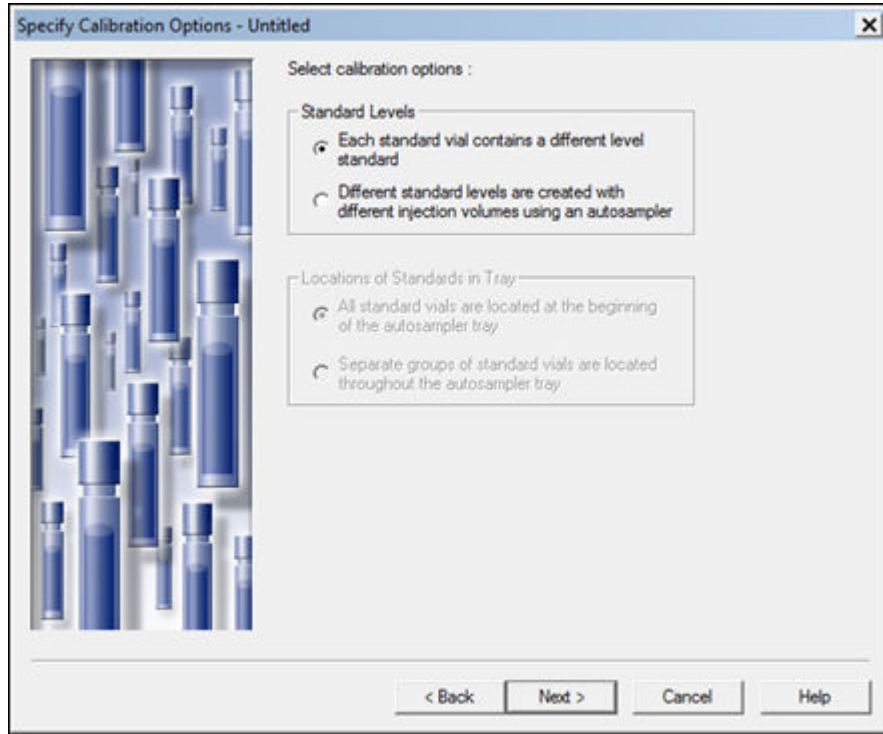 Specify Calibration Options - Untitled
Select calibration options :
Standard Levels
Each standard vial contains a different level
standard
Different standard levels are created with
different injection volumes using an autosampler
Locations of Standards in Tray
All standard vials are located at the beginning
of the autosampler tray
Separate groups of standard vials are located
throughout the autosampler tray
< Back
Next >
Cancel
Help